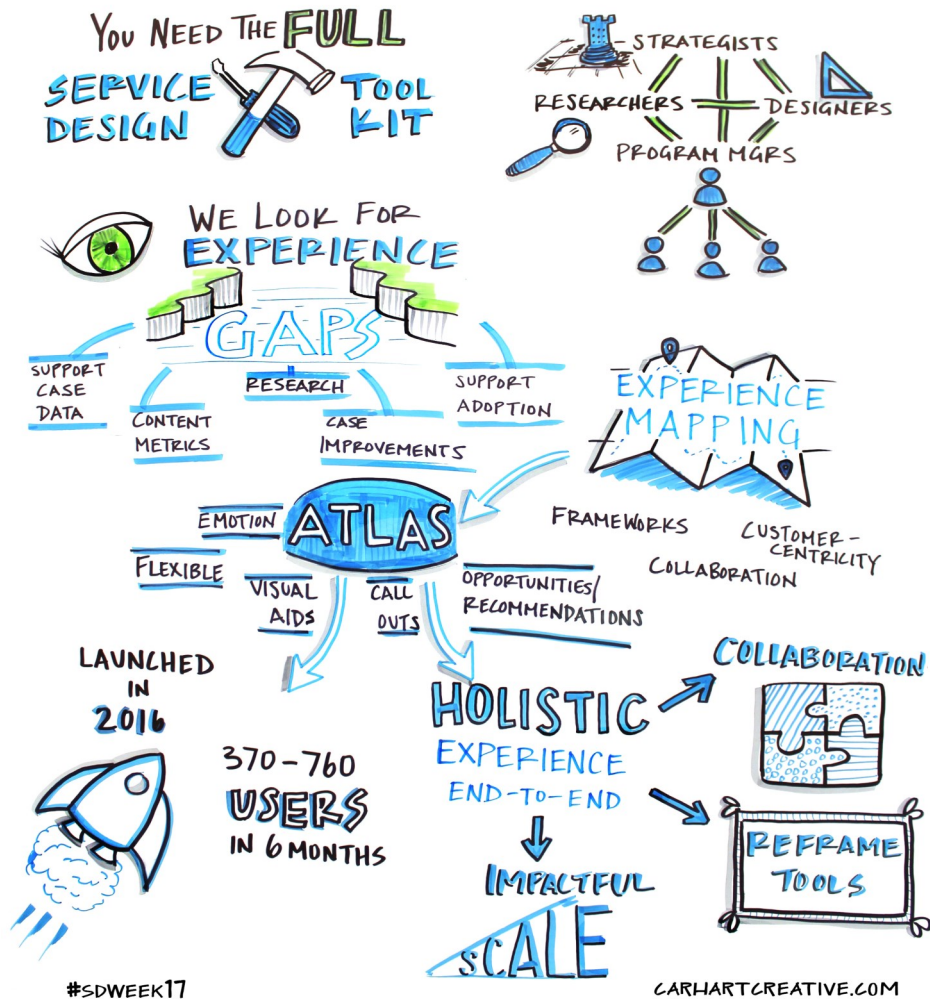 YOU NEED THE FULL
SERVICE
DESIGN
TOOL
KIT
STRATEGISTS
RESEARCHERS
DESIGNERS
PROGRAM MGRS
WE LOOK FOR
EXPERIENCE
GAPS
SUPPORT
CASE
DATA
CONTENT
METRICS
RESEARCH
CASE
IMPROVEMENTS
SUPPORT
ADOPTION
EXPERIENCE
MAPPING
FRAMEWORKS
COLLABORATION
CUSTOMER-
CENTRICITY
ATLAS
EMOTION
FLEXIBLE
VISUAL
AIDS
CALL
OUTS
OPPORTUNITIES/
RECOMMENDATIONS
LAUNCHED
IN
2016
370-760
USERS
IN 6 MONTHS
HOLISTIC
EXPERIENCE
END-TO-END
COLLABORATION
REFRAME
TOOLS
IMPACTFUL
SCALE
#SDWEEK17
CARHARTCREATIVE.COM